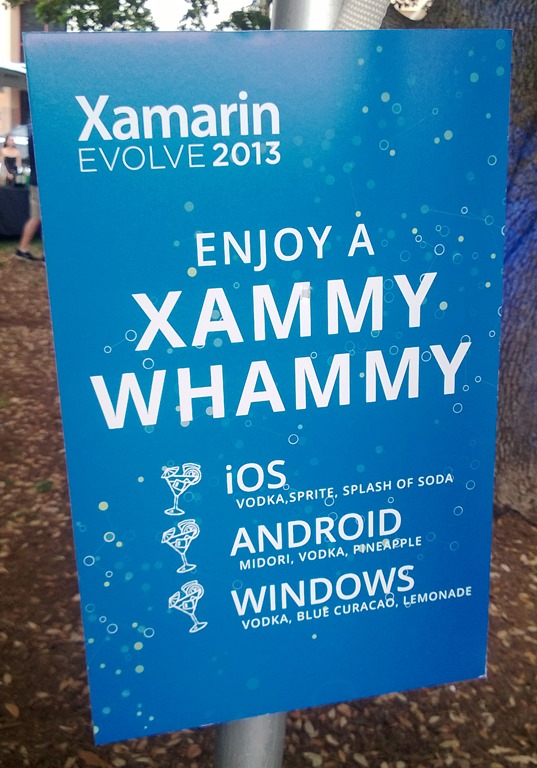 Xamarin
EVOLVE 2013
ENJOY A
XAMMY
WHAMMY
iOS
VODKA,SPRITE, SPLASH OF SODA
ANDROID
MIDORI, VODKA, PINEAPPLE
WINDOWS
VODKA, BLUE CURACAO, LEMONADE